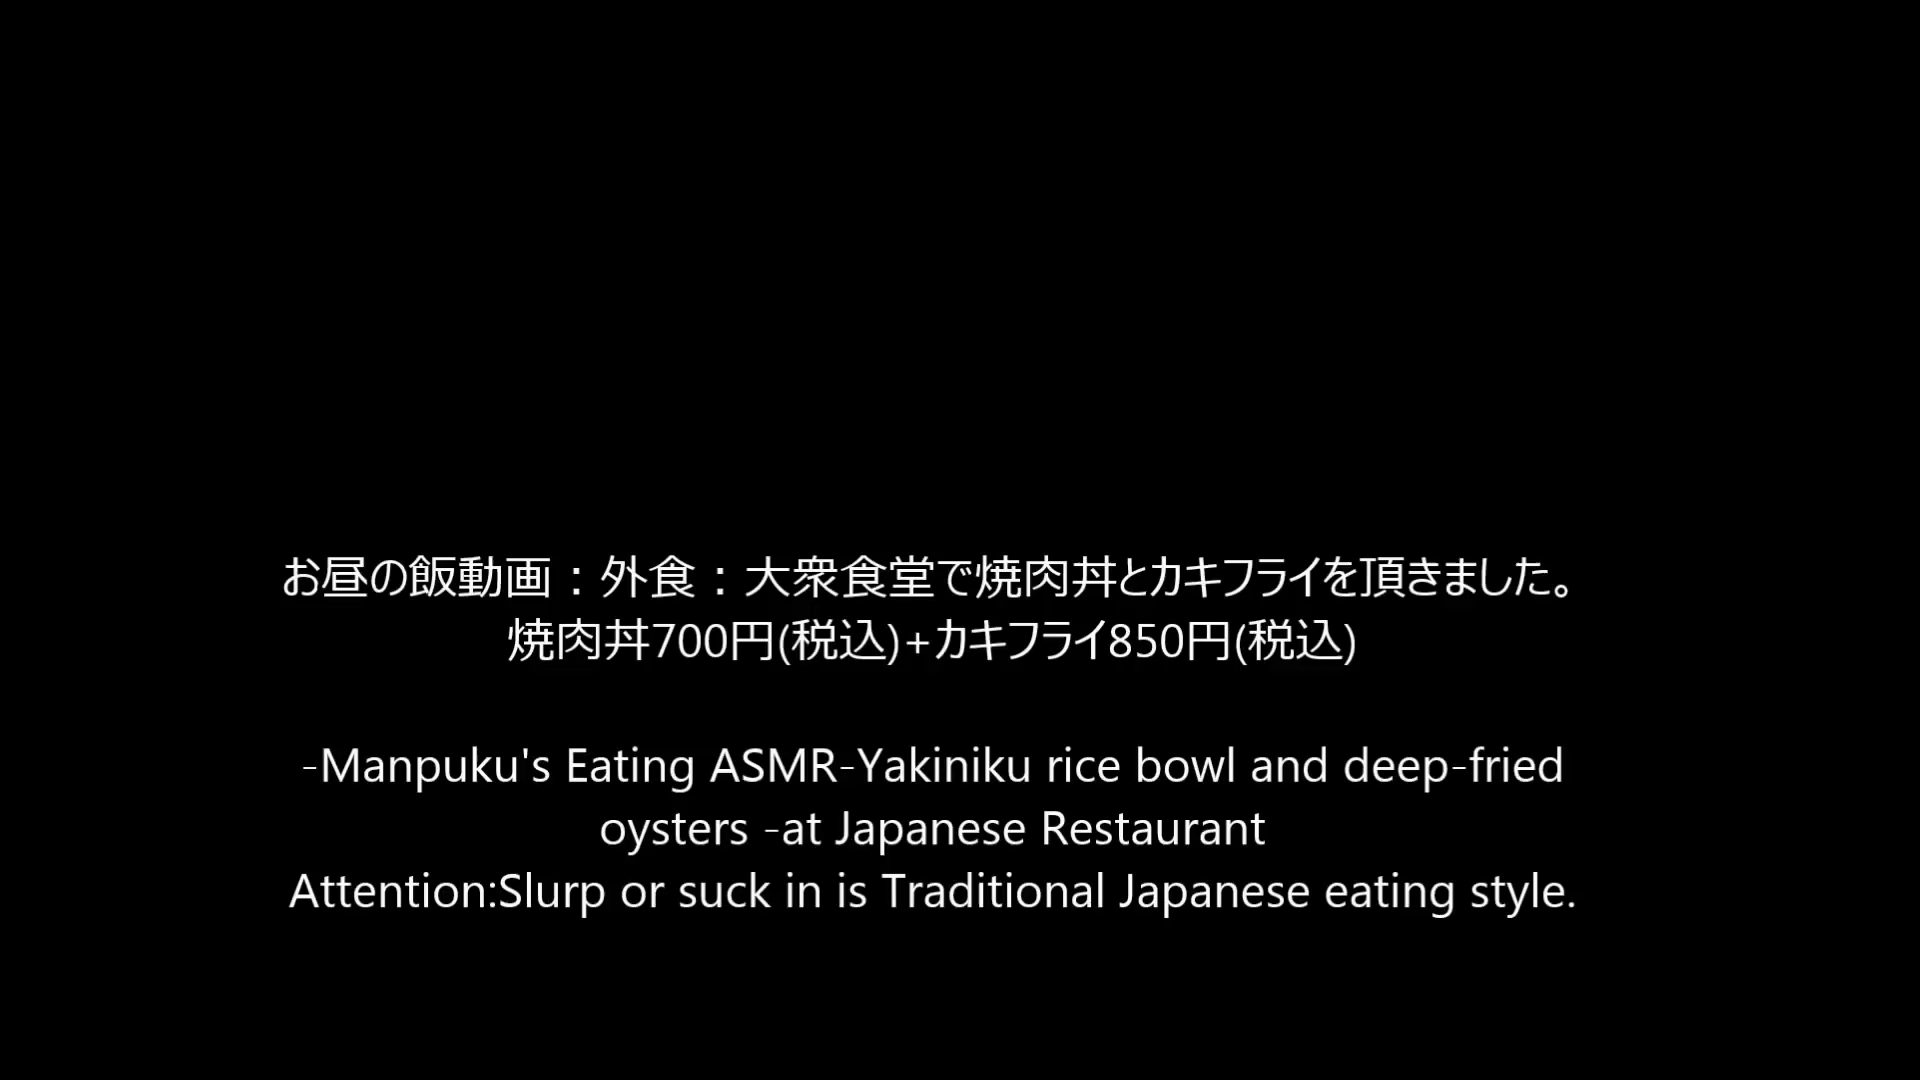 お昼の飯動画：外食：大衆食堂で焼肉丼とカキフライを頂きました。
焼肉丼700円(税込)+カキフライ850円(税込)
-Manpuku's Eating ASMR-Yakiniku rice bowl and deep-fried
oysters -at Japanese Restaurant
Attention:Slurp or suck in is Traditional Japanese eating style.